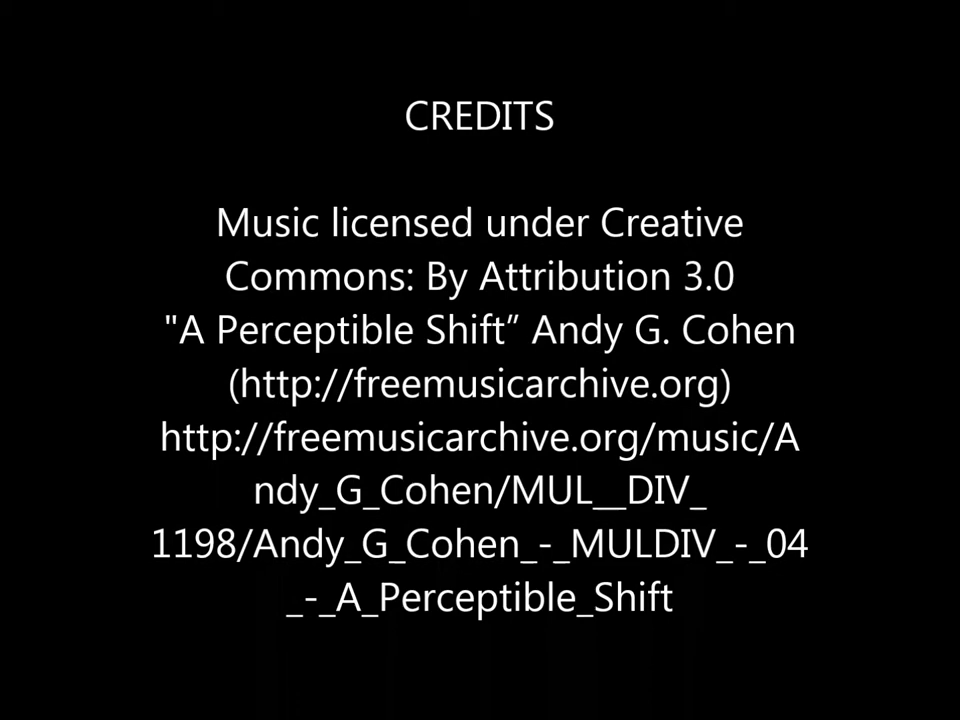 CREDITS
Music licensed under Creative
Commons: By Attribution 3.0
"A Perceptible Shift” Andy G. Cohen
(http://freemusicarchive.org)
http://freemusicarchive.org/music/A
ndy_G_Cohen/MUL__DIV_
1198/Andy_G_Cohen_-_MULDIV_-_04
_-_A_Perceptible_Shift